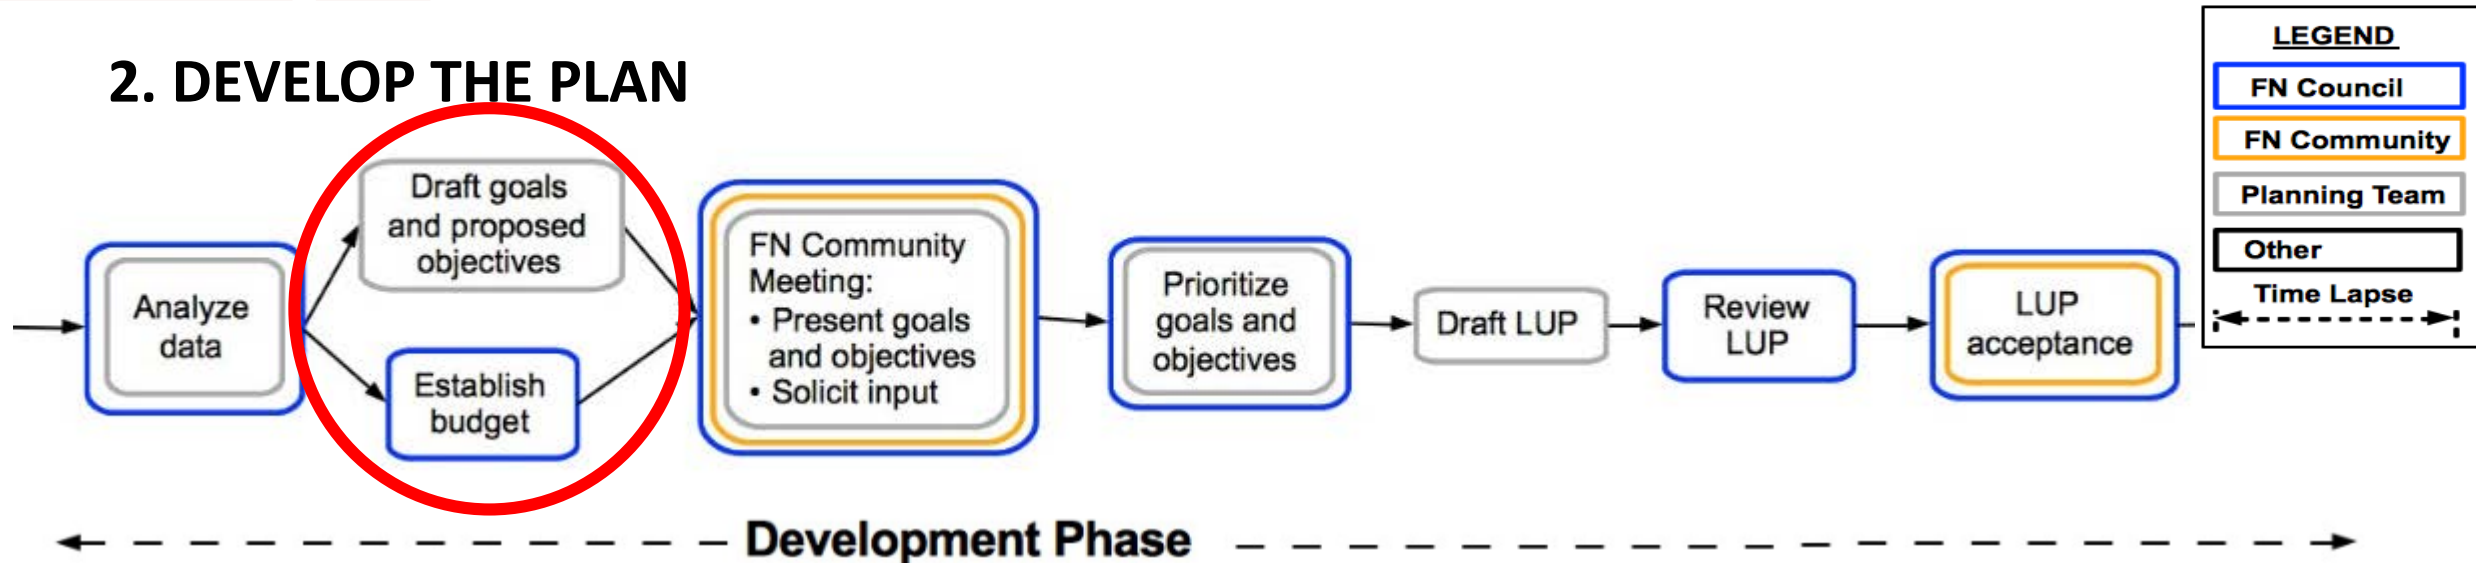 2. DEVELOP THE PLAN
Analyze
data
Draft goals
and proposed
objectives
Establish
budget
FN Community
Meeting:
• Present goals
and objectives
• Solicit input
Prioritize
goals and
objectives
Draft LUP
Review
LUP
LUP
acceptance
Development Phase
LEGEND
FN Council
FN Community
Planning Team
Other
Time Lapse